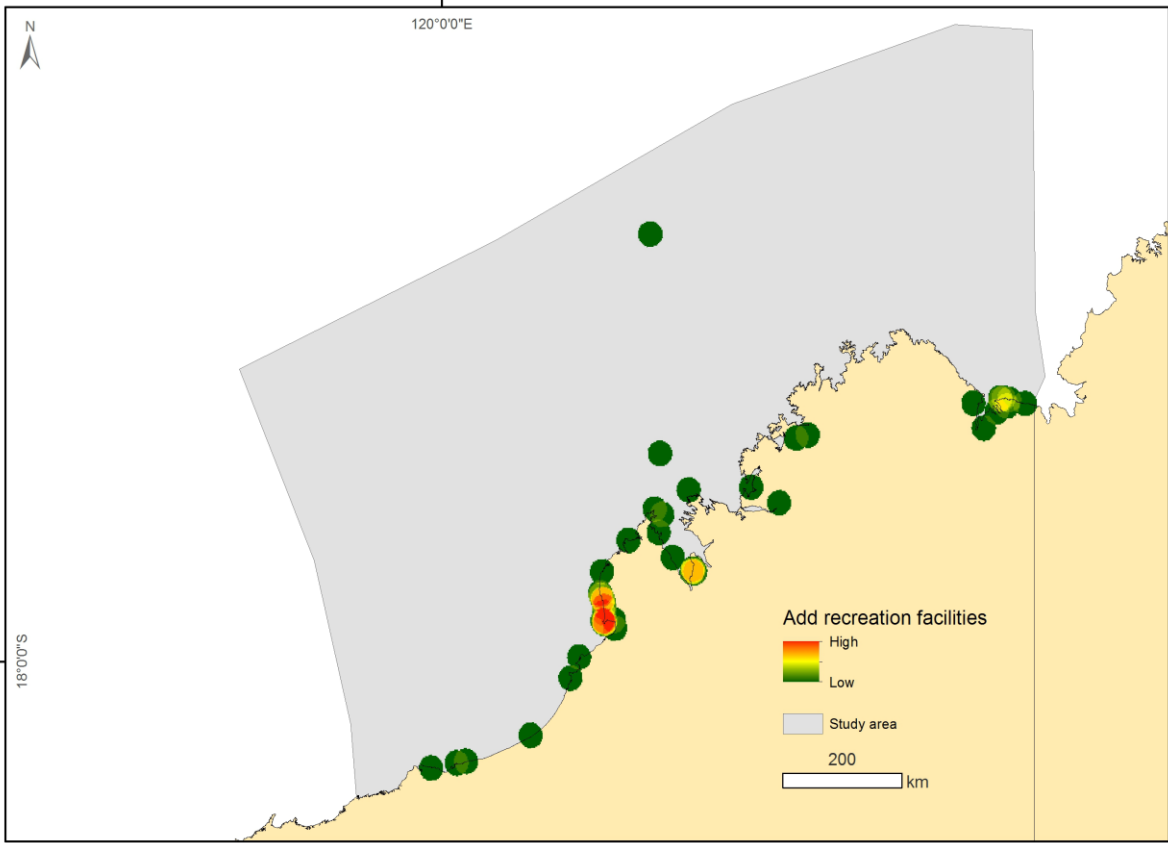 N
120°0'0"E
18°0'0"S
Add recreation facilities
High
Low
Study area
200
km